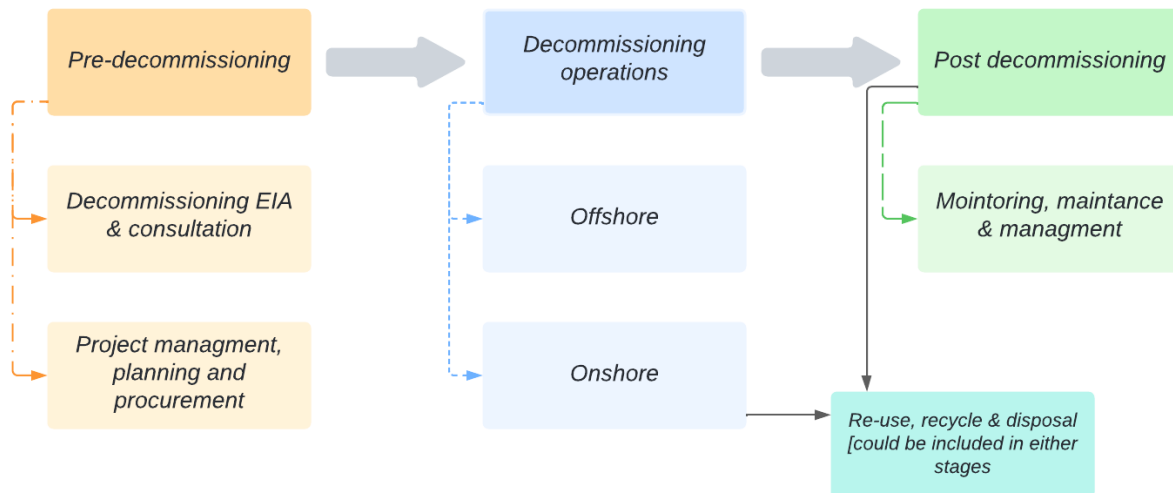 Pre-decommissioning
Decommissioning
operations
Post decommissioning
Decommissioning EIA
& consultation
Offshore
Mointoring, maintance
& managment
Project managment,
planning and
procurement
Onshore
Re-use, recycle & disposal
[could be included in either
stages